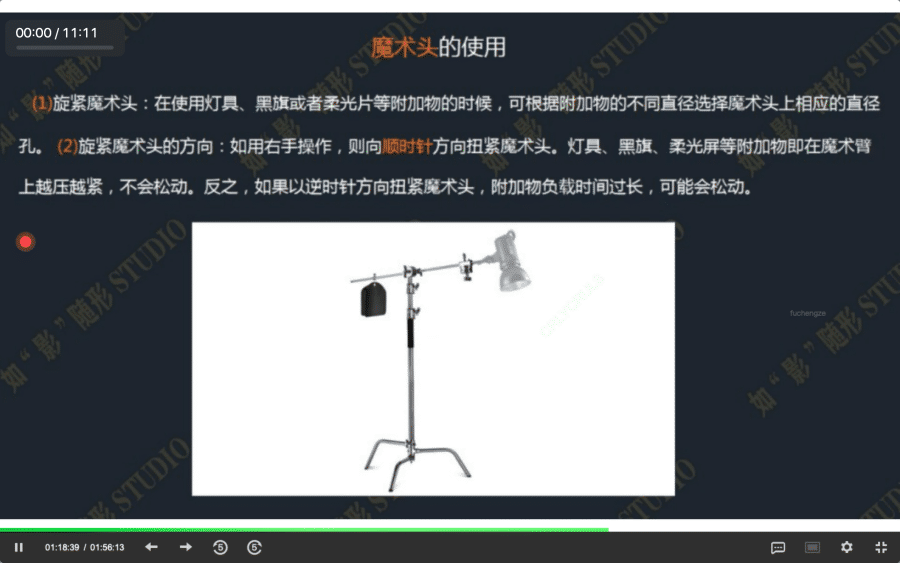 00:00 / 11:11
魔术头的使用
(1)旋紧魔术头：在使用灯具、黑旗或者柔光片等附加物的时候，可根据附加物的不同直径选择魔术头上相应的直径
孔。 (2)旋紧魔术头的方向：如用右手操作，则向顺时针方向扭紧魔术头。灯具、黑旗、柔光屏等附加物即在魔术臂
上越压越紧，不会松动。反之，如果以逆时针方向扭紧魔术头，附加物负载时间过长，可能会松动。
fuchengze
如“影”随形 STUDIO
如“影”随形 STUDIO
01:18:39 / 01:56:13
5
5